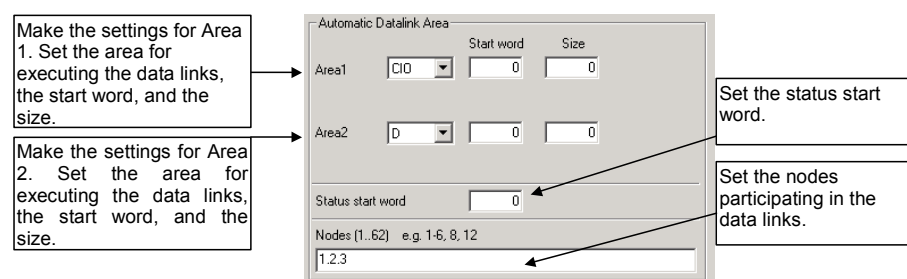 Make the settings for Area
1. Set the area for
executing the data links,
the start word, and the
size.
Make the settings for Area
2. Set the area for
executing the data links,
the start word, and the
size.
Automatic Datalink Area
Start word Size
Area1 CIO 0 0
Area2 D 0 0
Status start word 0
Nodes (1..62) e.g. 1-6, 8, 12
1.2.3
Set the status start
word.
Set the nodes
participating in the
data links.